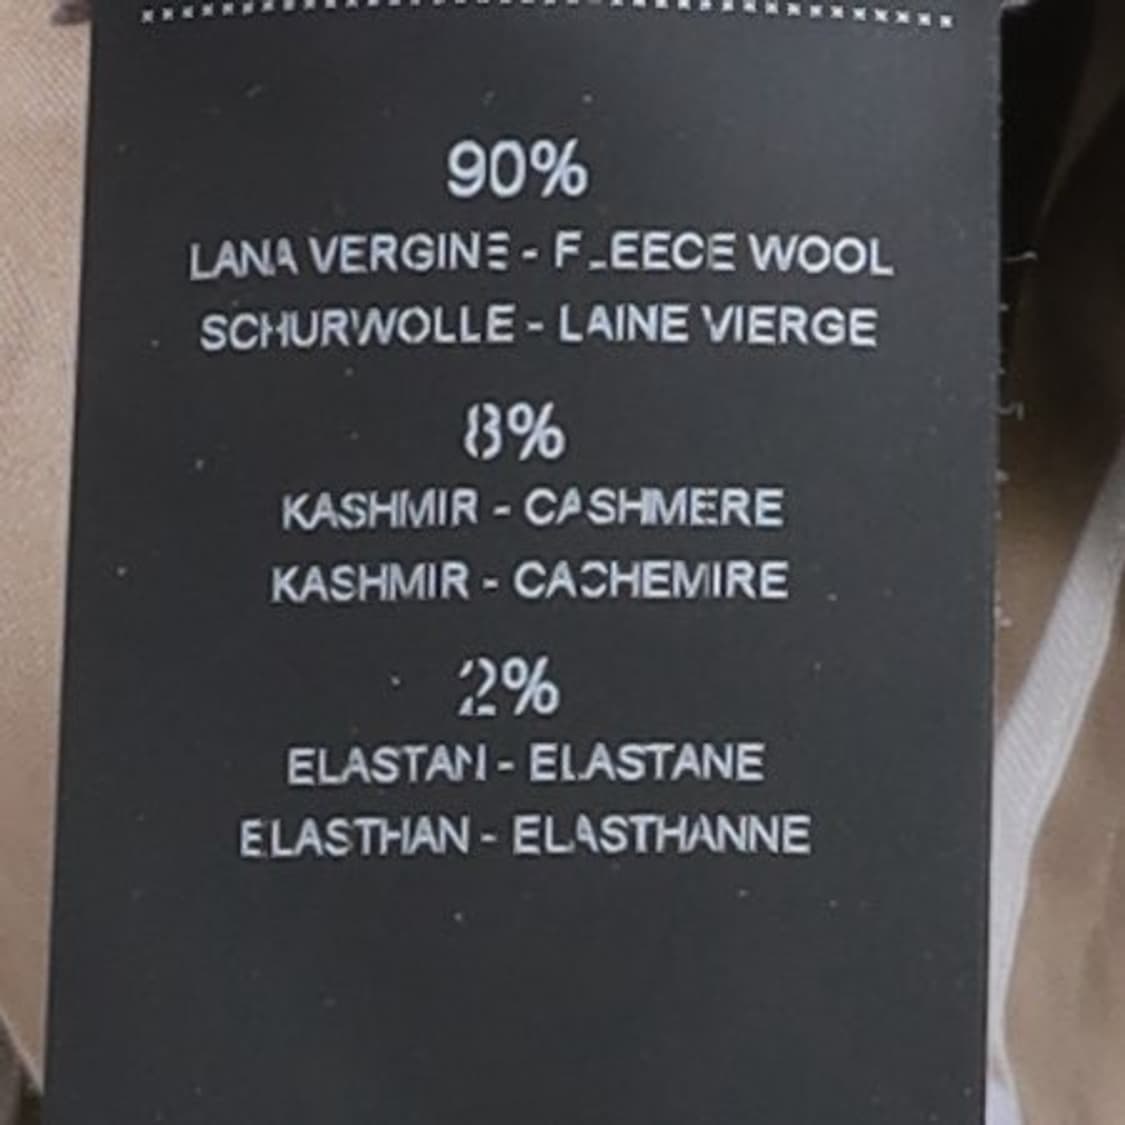 90%
LANA VERGINE - FLEECE WOOL
SCHURWOLLE - LAINE VIERGE
8%
KASHMIR - CASHMERE
KASHMIR - CACHEMIRE
2%
ELASTAN - ELASTANE
ELASTHAN - ELASTHANNE